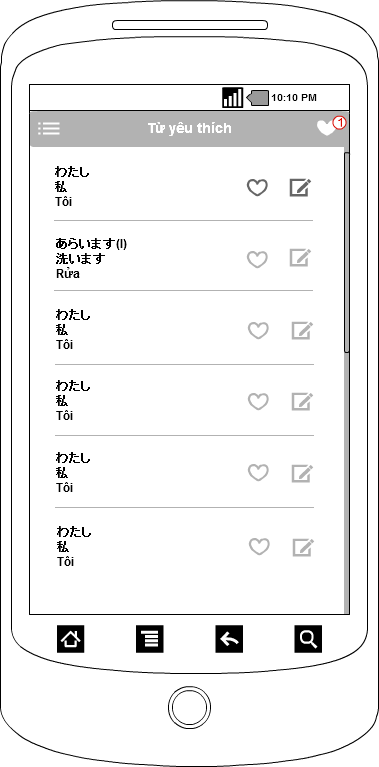 10:10 PM
Từ yêu thích
1
わたし
私
Tôi
あらいます(I)
洗います
Rửa
わたし
私
Tôi
わたし
私
Tôi
わたし
私
Tôi
わたし
私
Tôi